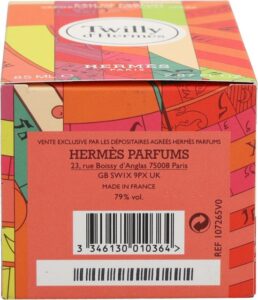 Twilly
d'Hermès
HERMÈS
PARIS
VENTE EXCLUSIVE PAR LES DÉPOSITAIRES AGRÉÉS HERMÈS PARFUMS
HERMÈS PARFUMS
23, rue Boissy d'Anglas 75008 Paris
GB SW1X 9PX UK
MADE IN FRANCE
79% vol.
3 346130 010364 >
REF 107265V0